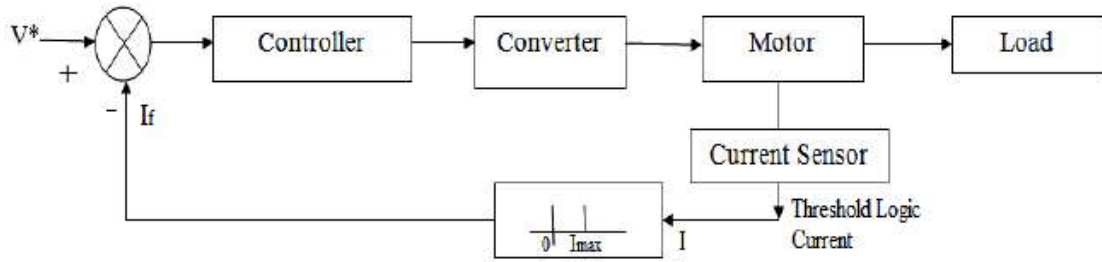 V*
+
Controller
Converter
Motor
Load
-
If
Current Sensor
0 Imax
I
Threshold Logic
Current